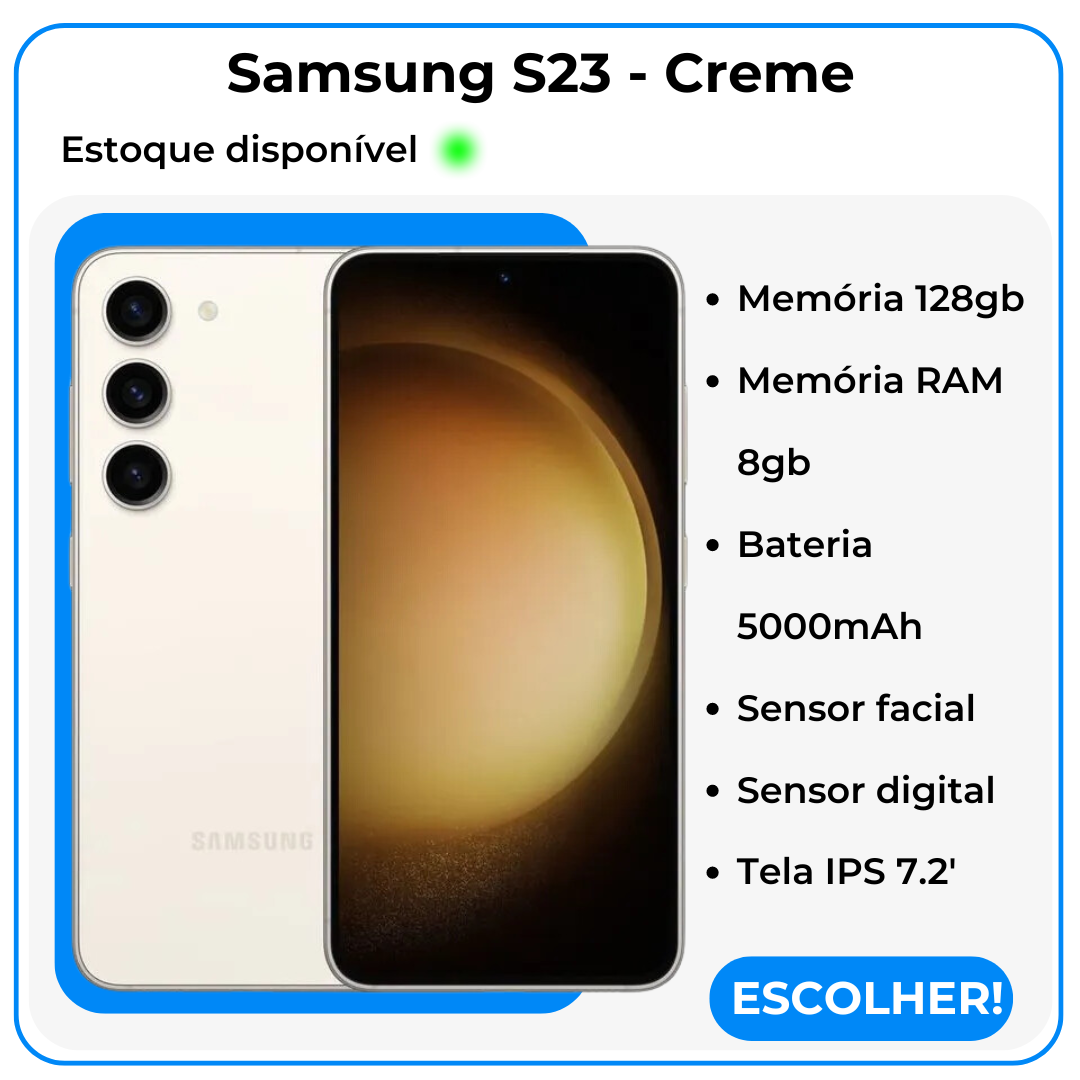 Samsung S23 - Creme
Estoque disponível
Memória 128gb
Memória RAM
8gb
Bateria
5000mAh
Sensor facial
Sensor digital
Tela IPS 7.2'
SAMSUNG
ESCOLHER!